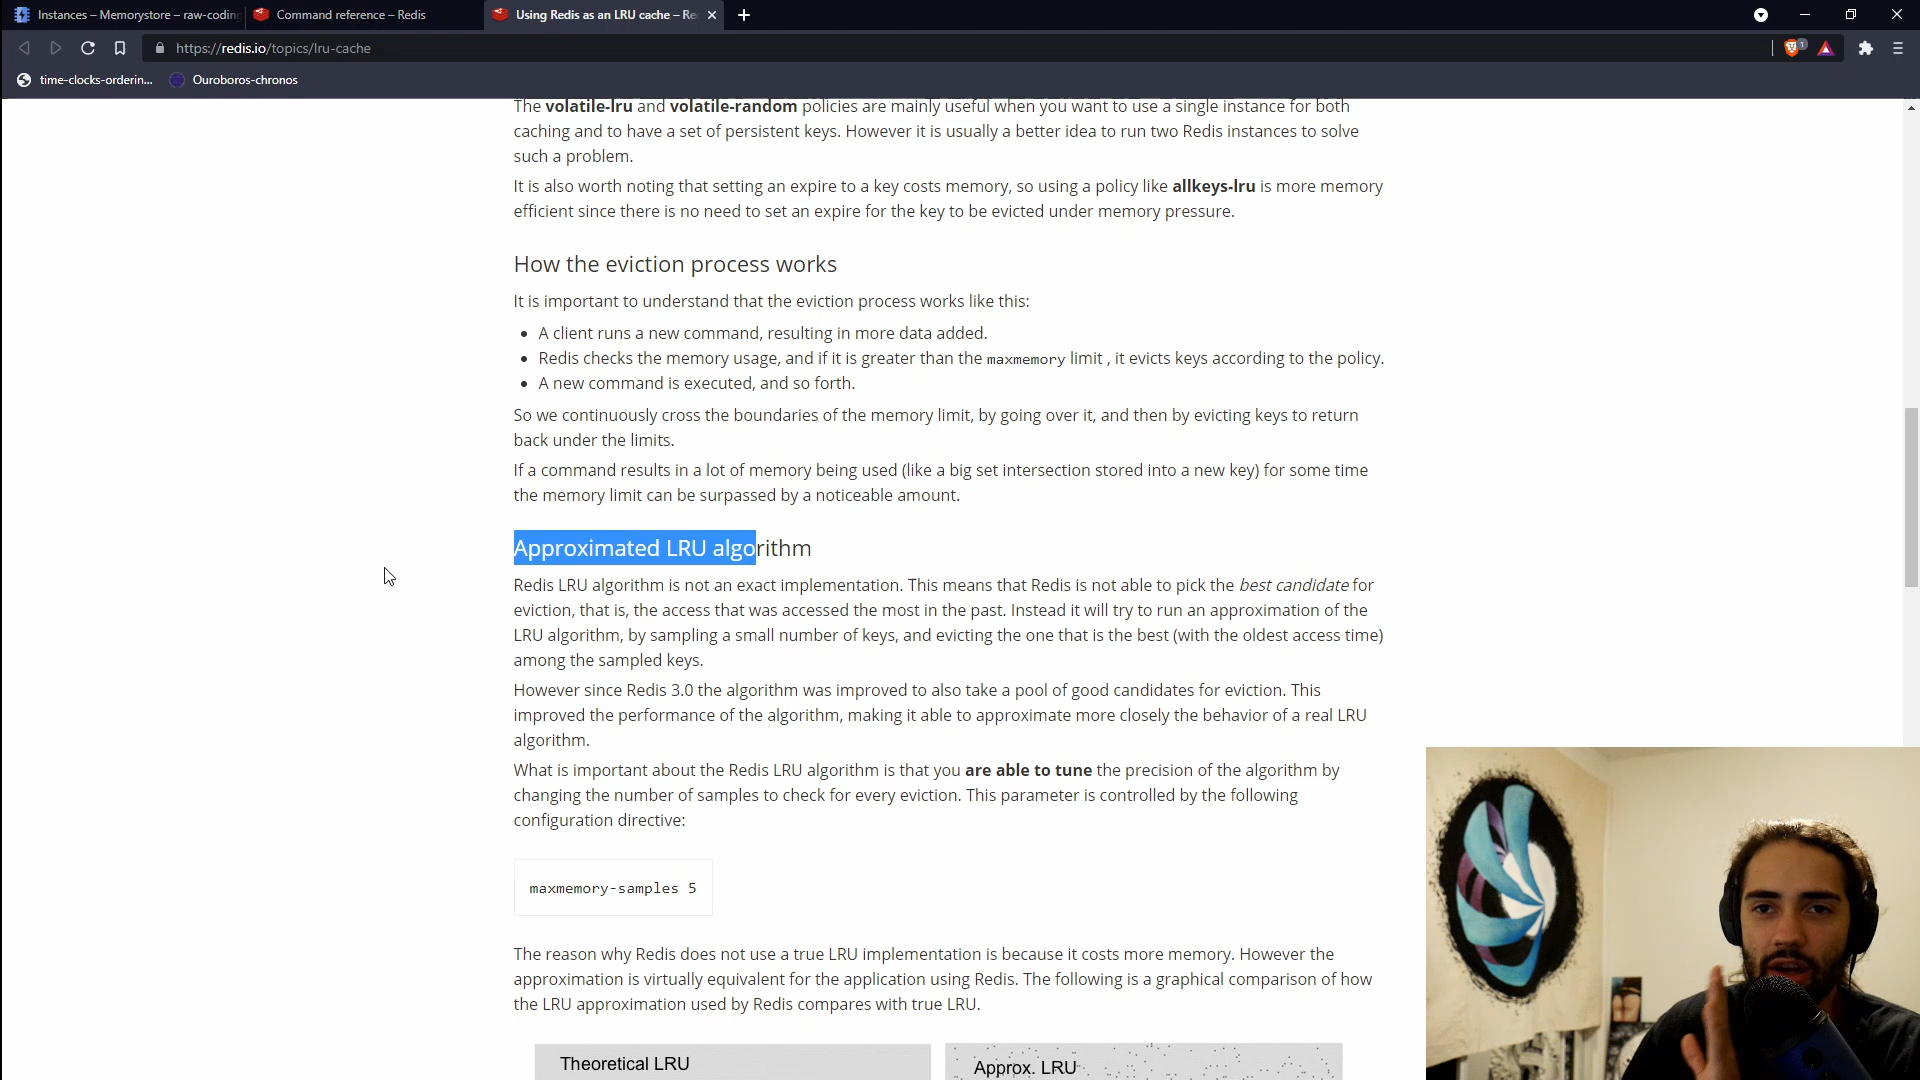 Instances – Memorystore – raw-coding
Command reference – Redis
Using Redis as an LRU cache – Re
https://redis.io/topics/lru-cache
1
time-clocks-orderin...
Ouroboros-chronos
The volatile-lru and volatile-random policies are mainly useful when you want to use a single instance for both
caching and to have a set of persistent keys. However it is usually a better idea to run two Redis instances to solve
such a problem.
It is also worth noting that setting an expire to a key costs memory, so using a policy like allkeys-lru is more memory
efficient since there is no need to set an expire for the key to be evicted under memory pressure.
How the eviction process works
It is important to understand that the eviction process works like this:
A client runs a new command, resulting in more data added.
Redis checks the memory usage, and if it is greater than the maxmemory limit , it evicts keys according to the policy.
A new command is executed, and so forth.
So we continuously cross the boundaries of the memory limit, by going over it, and then by evicting keys to return
back under the limits.
If a command results in a lot of memory being used (like a big set intersection stored into a new key) for some time
the memory limit can be surpassed by a noticeable amount.
Approximated LRU algorithm
Redis LRU algorithm is not an exact implementation. This means that Redis is not able to pick the best candidate for
eviction, that is, the access that was accessed the most in the past. Instead it will try to run an approximation of the
LRU algorithm, by sampling a small number of keys, and evicting the one that is the best (with the oldest access time)
among the sampled keys.
However since Redis 3.0 the algorithm was improved to also take a pool of good candidates for eviction. This
improved the performance of the algorithm, making it able to approximate more closely the behavior of a real LRU
algorithm.
What is important about the Redis LRU algorithm is that you are able to tune the precision of the algorithm by
changing the number of samples to check for every eviction. This parameter is controlled by the following
configuration directive:
maxmemory-samples 5
The reason why Redis does not use a true LRU implementation is because it costs more memory. However the
approximation is virtually equivalent for the application using Redis. The following is a graphical comparison of how
the LRU approximation used by Redis compares with true LRU.
Theoretical LRU
Approx. LRU